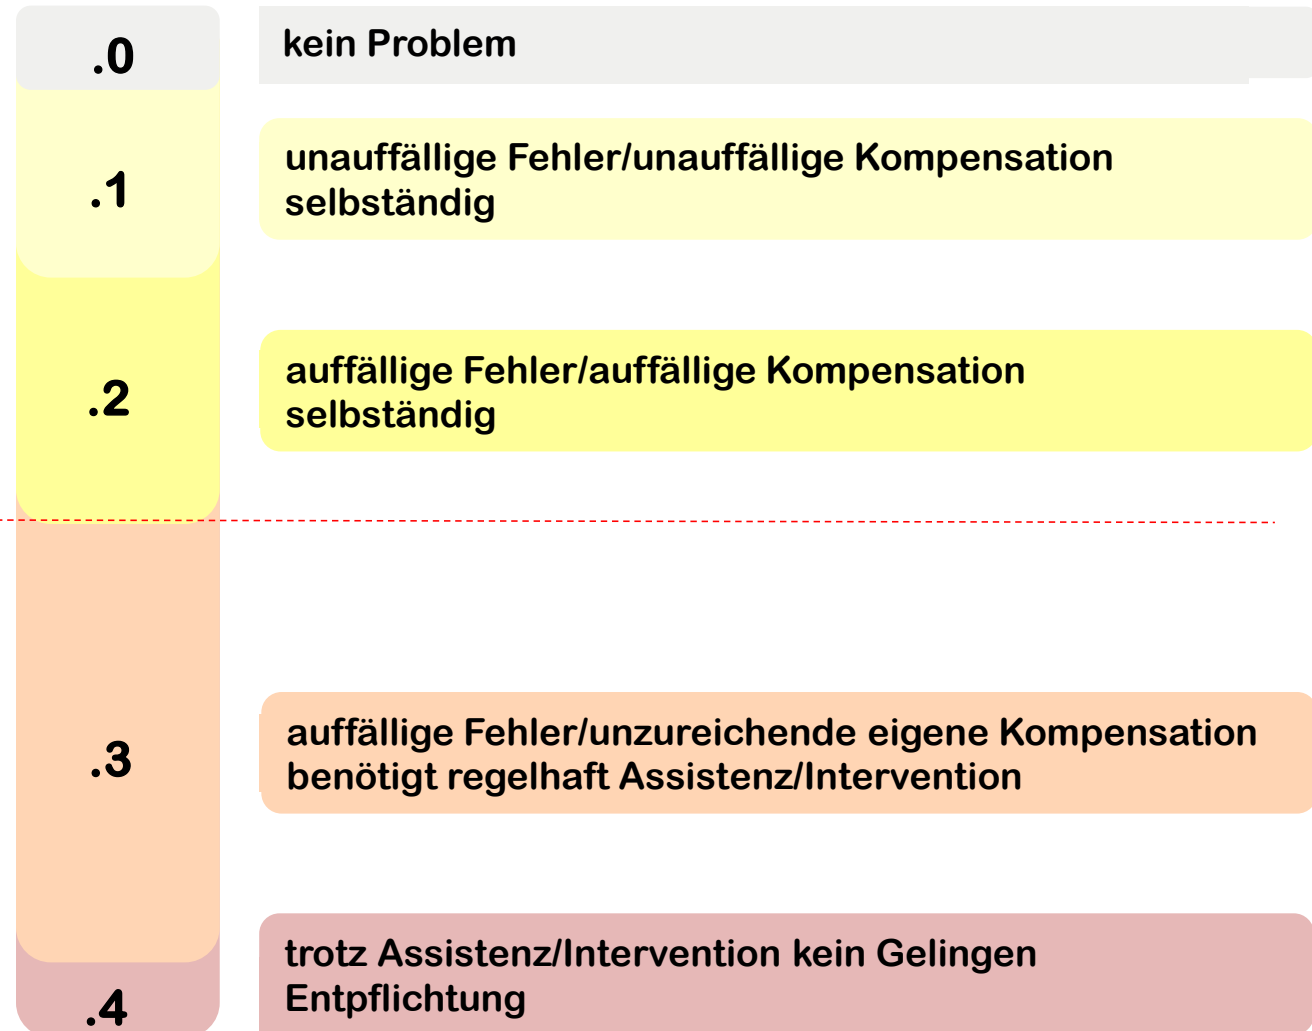 .0
kein Problem
.1
unauffällige Fehler/unauffällige Kompensation
selbständig
.2
auffällige Fehler/auffällige Kompensation
selbständig
.3
auffällige Fehler/unzureichende eigene Kompensation
benötigt regelhaft Assistenz/Intervention
.4
trotz Assistenz/Intervention kein Gelingen
Entpflichtung